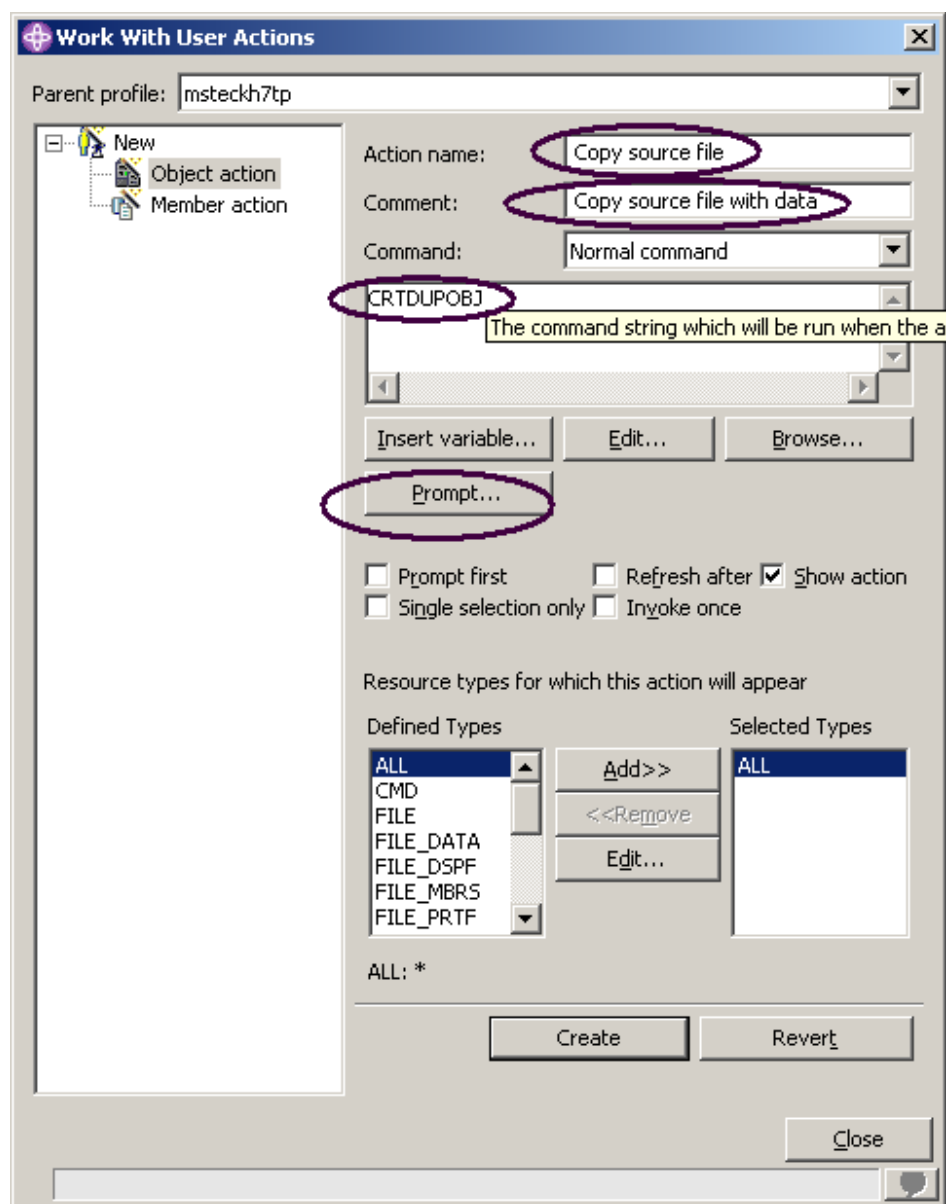 Work With User Actions
Parent profile: msteckh7tp
New
Object action
Member action
Action name: Copy source file
Comment: Copy source file with data
Command: Normal command
CRTDUPOBJ
The command string which will be run when the a
Insert variable... Edit... Browse...
Prompt...
Prompt first Refresh after Show action
Single selection only Invoke once
Resource types for which this action will appear
Defined Types Selected Types
ALL Add>> ALL
CMD
FILE <<Remove
FILE_DATA
FILE_DSPF Edit...
FILE_MBRS
FILE_PRTF
ALL: *
Create Revert
Close